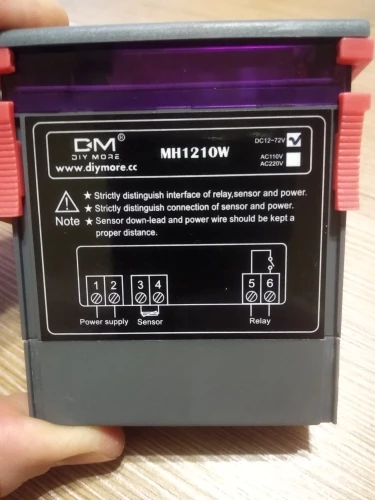 DM®
DIY MORE
www.diymore.cc
MH1210W
DC12~72V
AC110V
AC220V
Note
★ Strictly distinguish interface of relay,sensor and power.
★ Strictly distinguish connection of sensor and power.
★ Sensor down-lead and power wire should be kept a
proper distance.
1 2 3 4 5 6
Power supply Sensor Relay